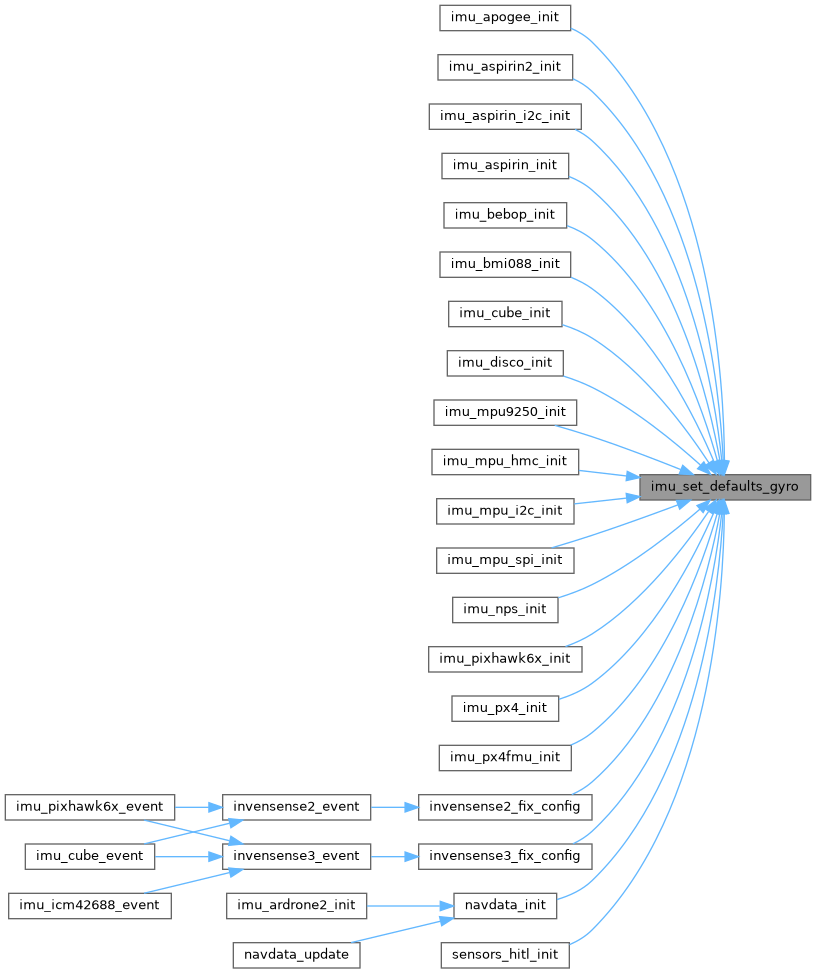 imu_apogee_init
imu_aspirin2_init
imu_aspirin_i2c_init
imu_aspirin_init
imu_bebop_init
imu_bmi088_init
imu_cube_init
imu_disco_init
imu_mpu9250_init
imu_mpu_hmc_init
imu_set_defaults_gyro
imu_mpu_i2c_init
imu_mpu_spi_init
imu_nps_init
imu_pixhawk6x_init
imu_px4_init
imu_px4fmu_init
imu_pixhawk6x_event
invensense2_event
invensense2_fix_config
imu_cube_event
invensense3_event
invensense3_fix_config
imu_icm42688_event
imu_ardrone2_init
navdata_init
navdata_update
sensors_hitl_init